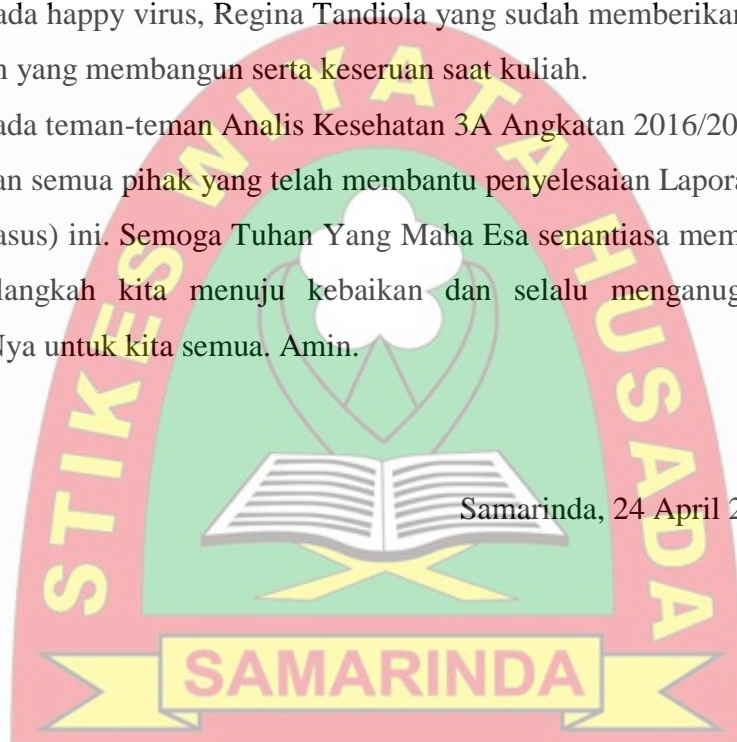 ada happy virus, Regina Tandiola yang sudah memberikan
n yang membangun serta keseruan saat kuliah.
ada teman-teman Analis Kesehatan 3A Angkatan 2016/20
an semua pihak yang telah membantu penyelesaian Lapora
asus) ini. Semoga Tuhan Yang Maha Esa senantiasa mem
langkah kita menuju kebaikan dan selalu menganug
Nya untuk kita semua. Amin.
Samarinda, 24 April 2
STIKES WIYATA HUSADA
SAMARINDA